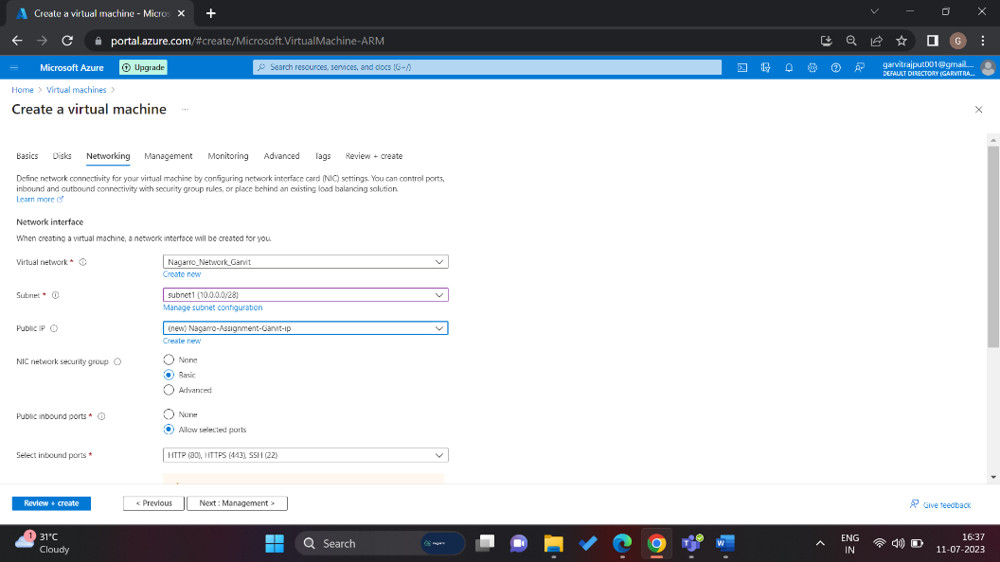 Create a virtual machine - Micros
portal.azure.com/#create/Microsoft.VirtualMachine-ARM
G
Microsoft Azure
Upgrade
Search resources, services, and docs (G+/)
garvitrajput001@gmail....
DEFAULT DIRECTORY (GARVITRA...
Home > Virtual machines >
Create a virtual machine ...
Basics Disks Networking Management Monitoring Advanced Tags Review + create
Define network connectivity for your virtual machine by configuring network interface card (NIC) settings. You can control ports,
inbound and outbound connectivity with security group rules, or place behind an existing load balancing solution.
Learn more
Network interface
When creating a virtual machine, a network interface will be created for you.
Virtual network * Nagarro_Network_Garvit
Create new
Subnet * subnet1 (10.0.0.0/28)
Manage subnet configuration
Public IP (new) Nagarro-Assignment-Garvit-ip
Create new
NIC network security group None
Basic
Advanced
Public inbound ports * None
Allow selected ports
Select inbound ports * HTTP (80), HTTPS (443), SSH (22)
Review + create < Previous Next : Management > Give feedback
1 31°C
Cloudy
Search
nagarro
ENG
IN
16:37
11-07-2023